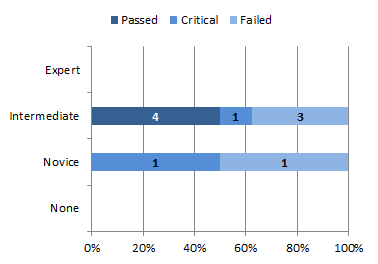 Passed Critical Failed
Expert
Intermediate 4 1 3
Novice 1 1
None
0% 20% 40% 60% 80% 100%